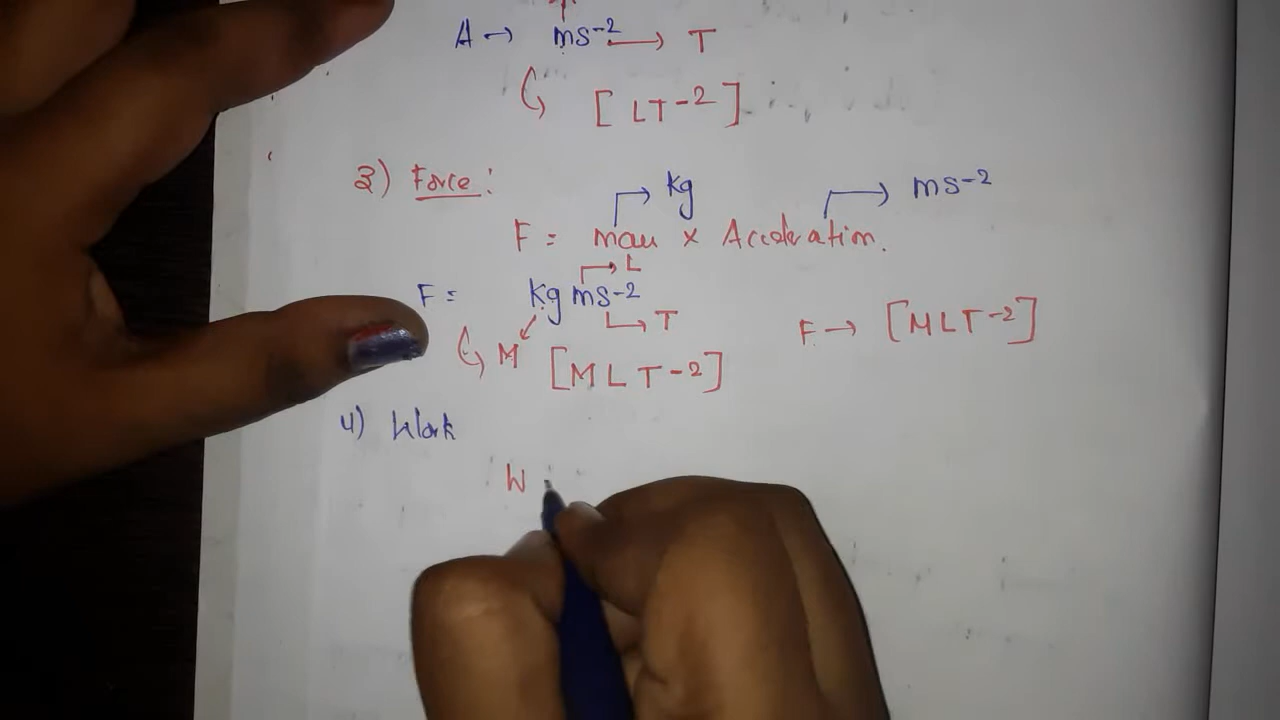 A → ms-2 → T
[LT-2]
3) Force:
kg ms-2
F = mass × Acceleration.
L
F = kg ms-2
T
F → [MLT-2]
M [MLT-2]
4) Work
W